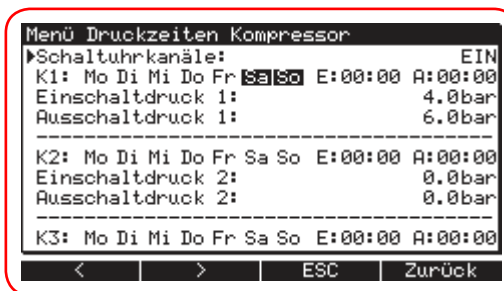 Menü Druckzeiten Kompressor
▶Schaltuhrkanäle: EIN
K1: Mo Di Mi Do Fr Sa So E:00:00 A:00:00
Einschaltdruck 1: 4.0bar
Ausschaltdruck 1: 6.0bar
----------------------------------------
K2: Mo Di Mi Do Fr Sa So E:00:00 A:00:00
Einschaltdruck 2: 0.0bar
Ausschaltdruck 2: 0.0bar
----------------------------------------
K3: Mo Di Mi Do Fr Sa So E:00:00 A:00:00
< > ESC Zurück